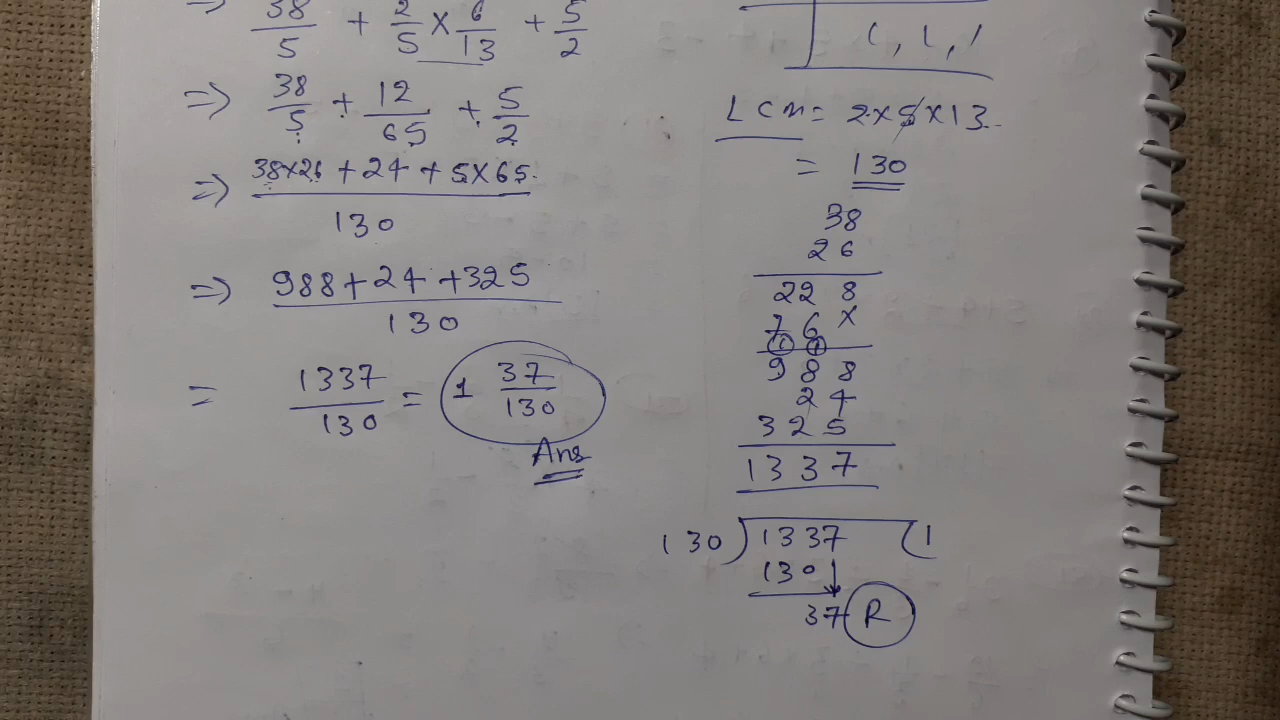 ⇒ 38/5 + 2/5 × 6/13 + 5/2
⇒ 38/5 + 12/65 + 5/2
⇒ 38×26 + 24 + 5×65 / 130
⇒ 988 + 24 + 325 / 130
= 1337/130 = 1 37/130
Ans
1, 1, 1
LCM = 2×5×13
= 130
38
26
228
76×
988
24
325
1337
130) 1337 (1
130↓
37 R